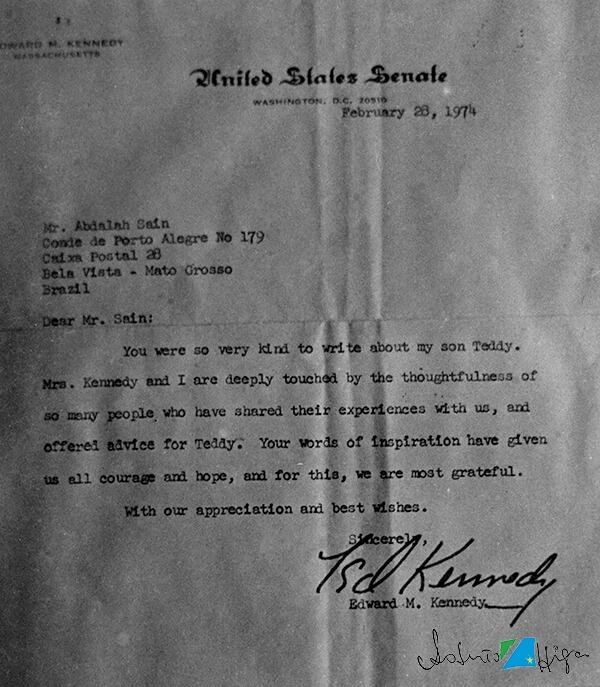 EDWARD M. KENNEDY
MASSACHUSETTS
United States Senate
WASHINGTON, D.C. 20510
February 28, 1974
Mr. Abdalah Sain
Conde de Porto Alegre No 179
Caixa Postal 28
Bela Vista - Mato Grosso
Brazil
Dear Mr. Sain:
You were so very kind to write about my son Teddy.
Mrs. Kennedy and I are deeply touched by the thoughtfulness of
so many people who have shared their experiences with us, and
offered advice for Teddy. Your words of inspiration have given
us all courage and hope, and for this, we are most grateful.
With our appreciation and best wishes.
Sincerely,
Ted Kennedy
Edward M. Kennedy
Higa